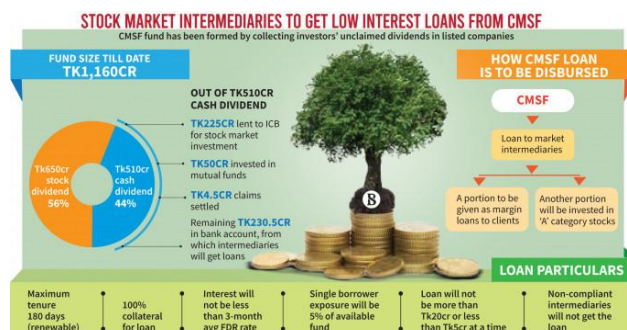 STOCK MARKET INTERMEDIARIES TO GET LOW INTEREST LOANS FROM CMSF
CMSF fund has been formed by collecting investors' unclaimed dividends in listed companies
FUND SIZE TILL DATE
TK1,160CR
Tk650cr
stock
dividend
56%
Tk510cr
cash
dividend
44%
OUT OF TK510CR
CASH DIVIDEND
TK225CR lent to ICB
for stock market
investment
TK50CR invested in
mutual funds
TK4.5CR claims
settled
Remaining TK230.5CR
in bank account, from
which intermediaries
will get loans
HOW CMSF LOAN
IS TO BE DISBURSED
CMSF
Loan to market
intermediaries
A portion to be
given as margin
loans to clients
Another portion
will be invested in
'A' category stocks
LOAN PARTICULARS
Maximum
tenure
180 days
(renewable)
100%
collateral
for loan
Interest will
not be less
than 3-month
avg FDR rate
Single borrower
exposure will be
5% of available
fund
Loan will not
be more than
Tk20cr or less
than Tk5cr at a time
Non-compliant
intermediaries
will not get the
loan